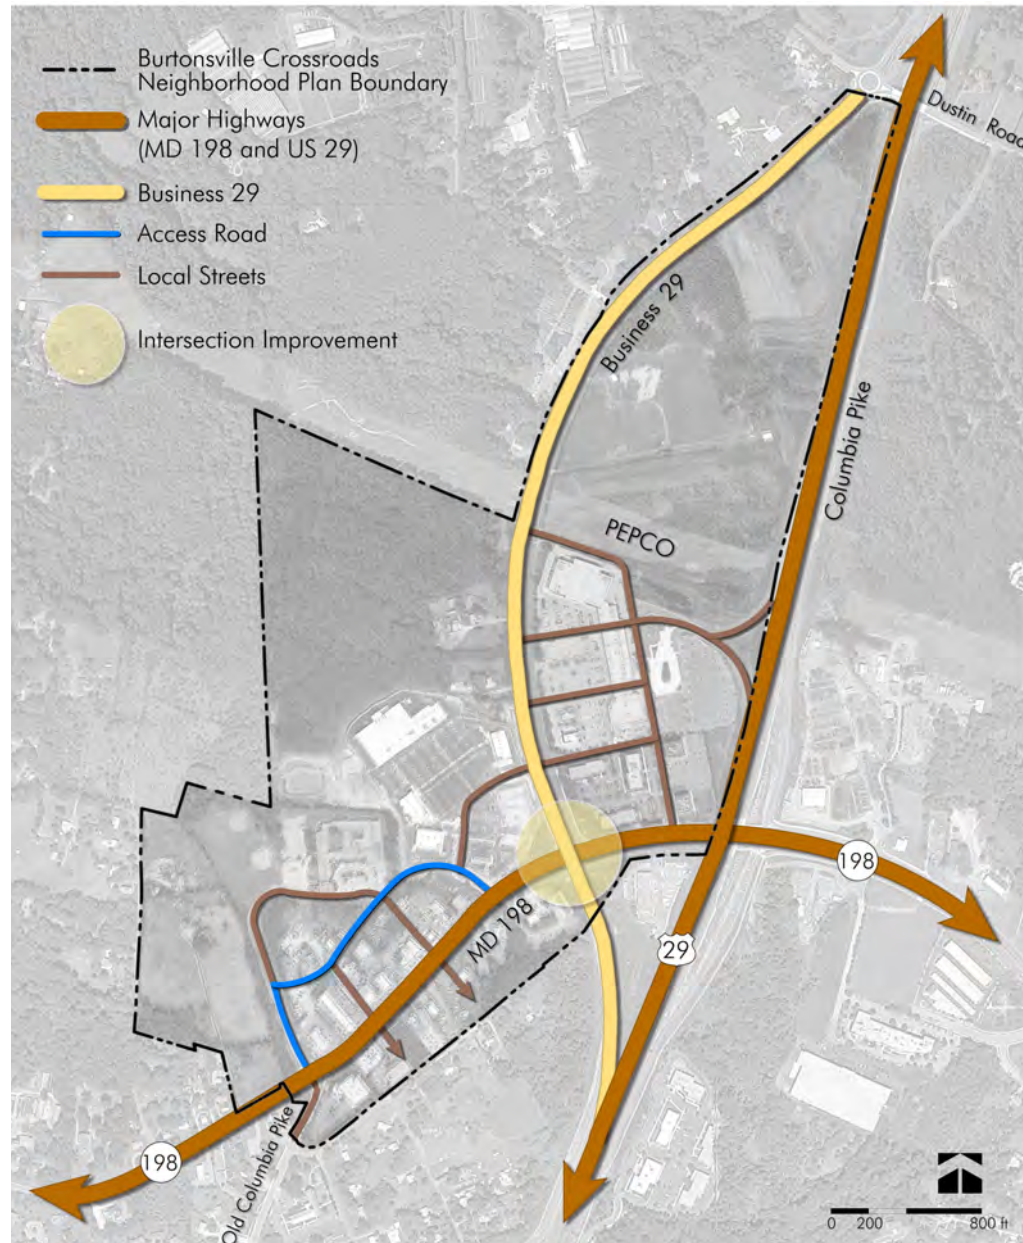 Burtonsville Crossroads
Neighborhood Plan Boundary
Major Highways
(MD 198 and US 29)
Business 29
Access Road
Local Streets
Intersection Improvement
Dustin Road
Business 29
Columbia Pike
PEPCO
198
MD 198
29
198
Old Columbia Pike
0 200 800 ft